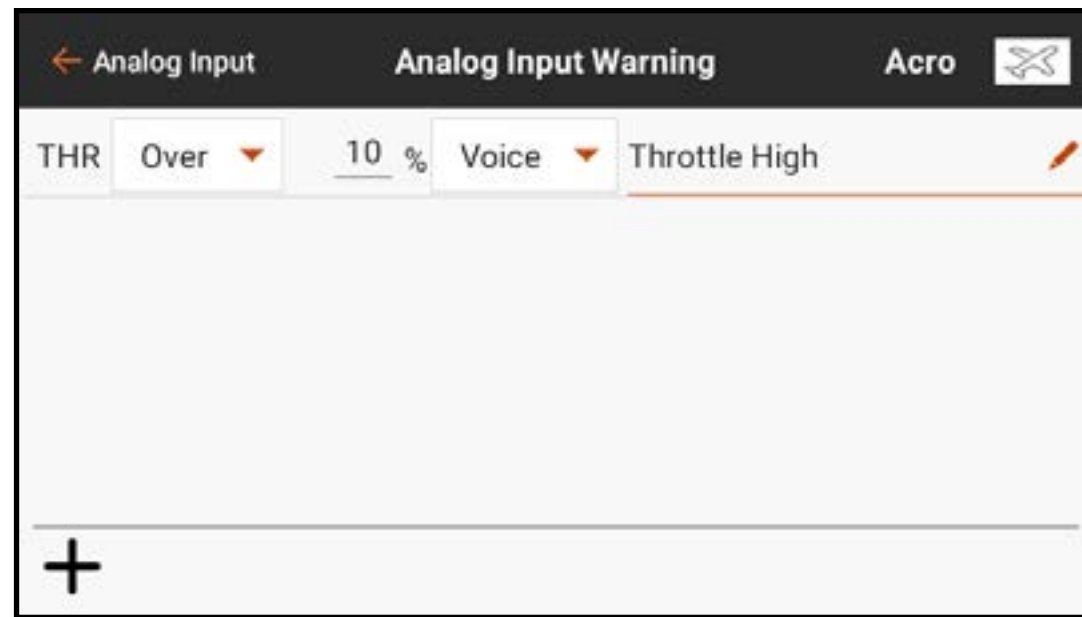 Analog Input Analog Input Warning Acro
THR Over 10 % Voice Throttle High